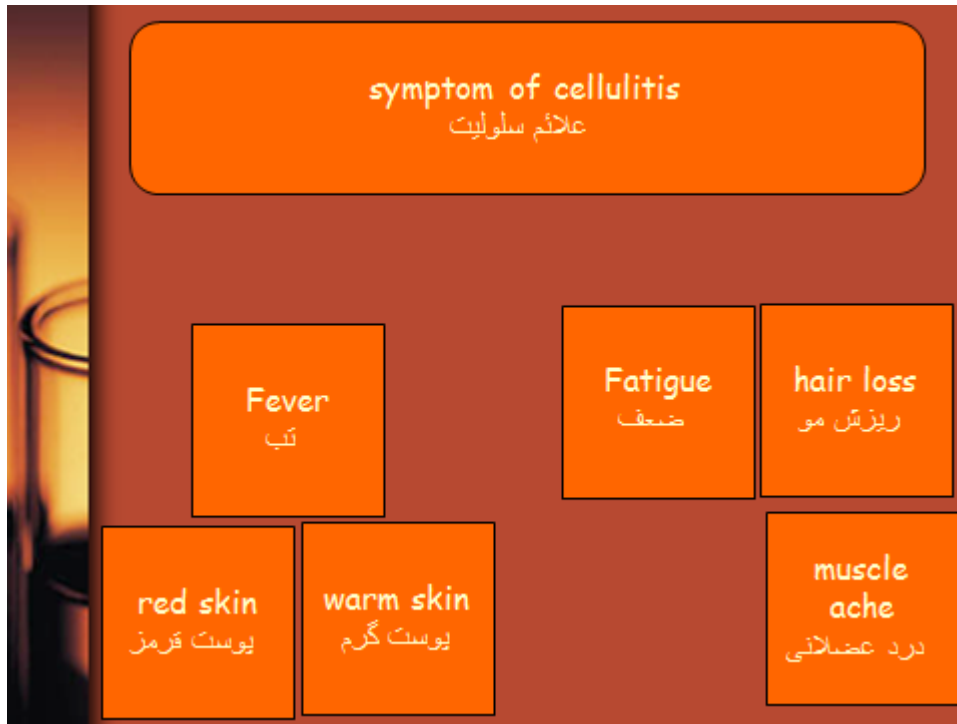 symptom of cellulitis
علائم سلولیت
Fever
تب
Fatigue
ضعف
hair loss
ریزش مو
red skin
پوست قرمز
warm skin
پوست گرم
muscle
ache
درد عضلانی